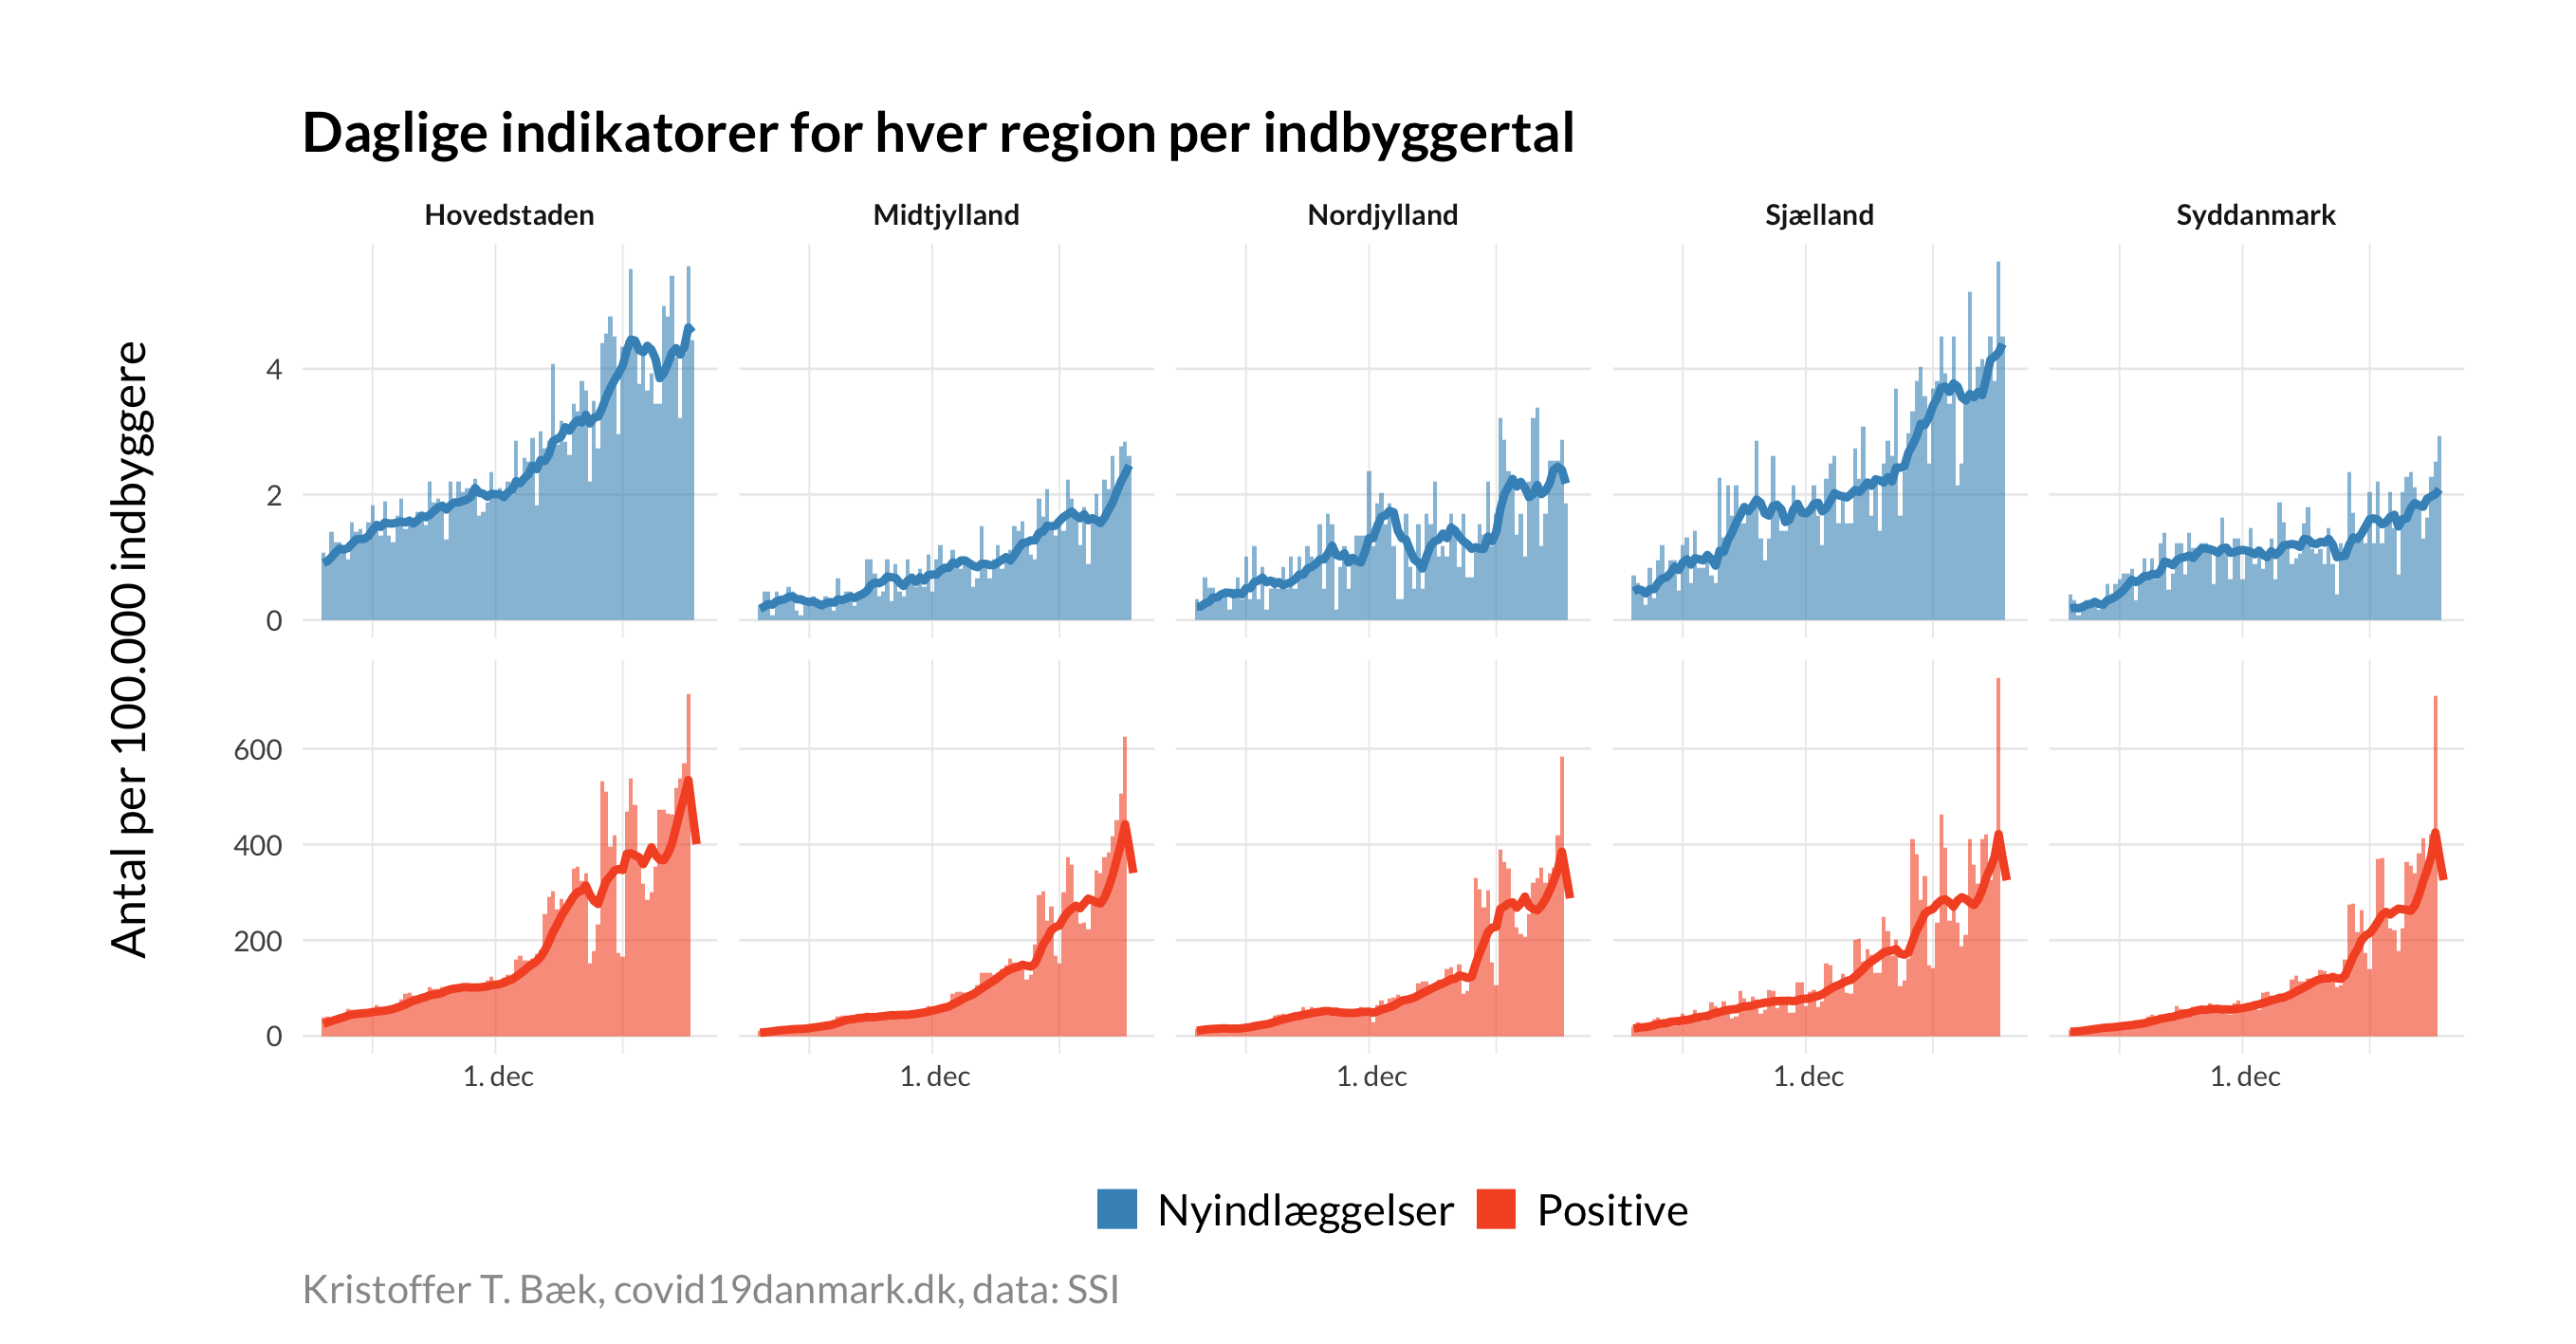 Daglige indikatorer for hver region per indbyggertal
Hovedstaden Midtjylland Nordjylland Sjælland Syddanmark
Antal per 100.000 indbyggere
4
2
0
600
400
200
0
1. dec 1. dec 1. dec 1. dec 1. dec
Nyindlæggelser Positive
Kristoffer T. Bæk, covid19danmark.dk, data: SSI